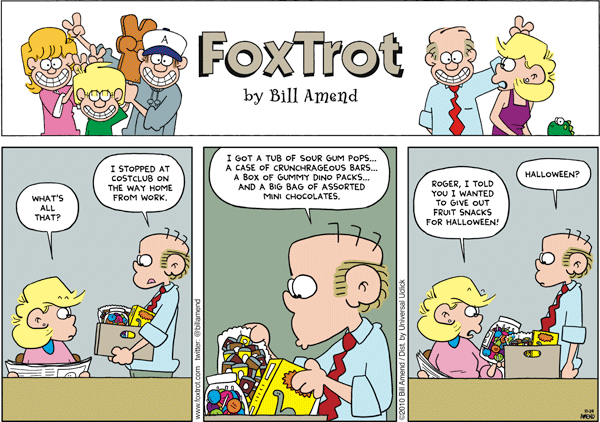 A
FoxTrot
by Bill Amend
WHAT'S
ALL
THAT?
I STOPPED AT
COSTCLUB ON
THE WAY HOME
FROM WORK.
www.foxtrot.com twitter: @billamend
I GOT A TUB OF SOUR GUM POPS...
A CASE OF CRUNCHRAGEOUS BARS...
A BOX OF GUMMY DINO PACKS...
AND A BIG BAG OF ASSORTED
MINI CHOCOLATES.
©2010 Bill Amend / Dist. by Universal Uclick
ROGER, I TOLD
YOU I WANTED
TO GIVE OUT
FRUIT SNACKS
FOR HALLOWEEN!
HALLOWEEN?
10-24
AMEND